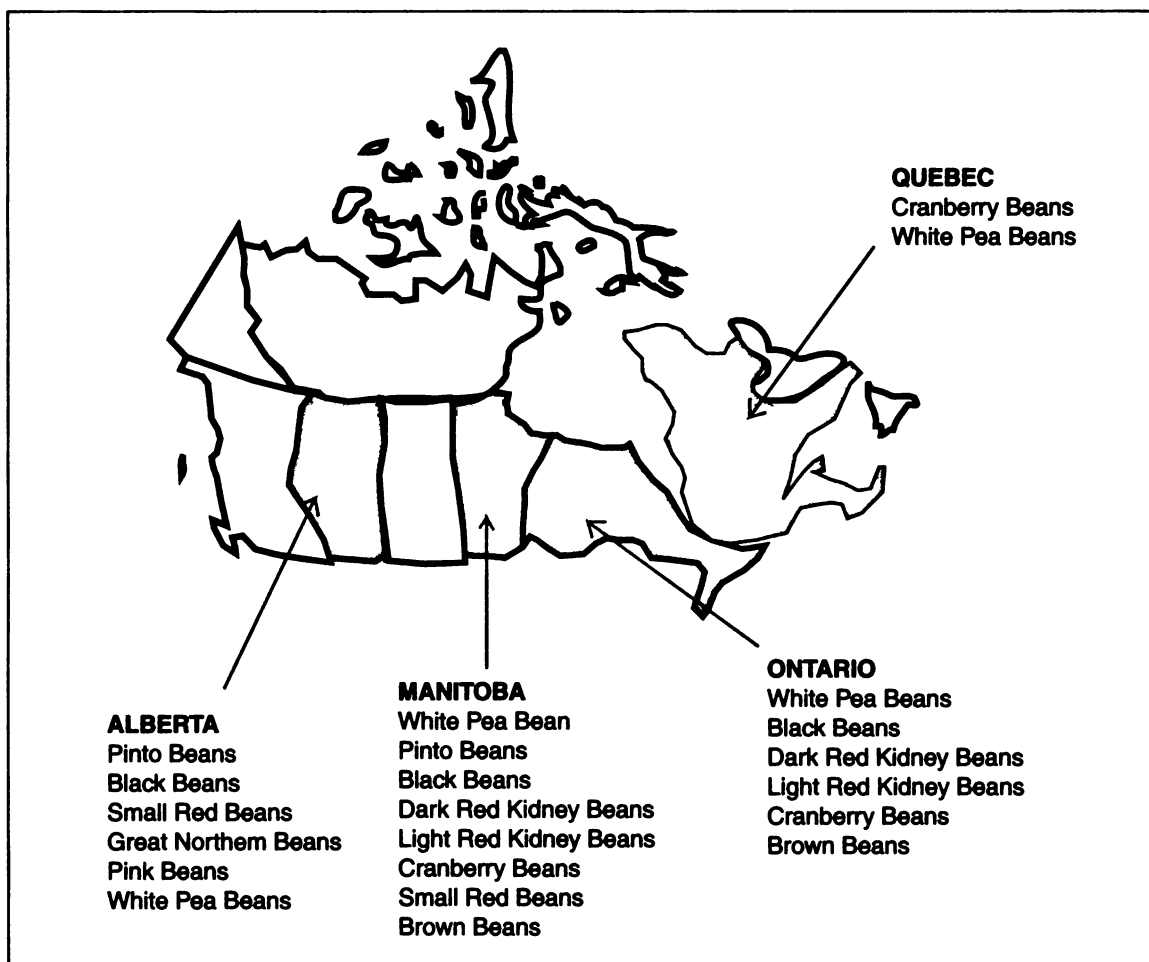 QUEBEC
Cranberry Beans
White Pea Beans
ALBERTA
Pinto Beans
Black Beans
Small Red Beans
Great Northern Beans
Pink Beans
White Pea Beans
MANITOBA
White Pea Bean
Pinto Beans
Black Beans
Dark Red Kidney Beans
Light Red Kidney Beans
Cranberry Beans
Small Red Beans
Brown Beans
ONTARIO
White Pea Beans
Black Beans
Dark Red Kidney Beans
Light Red Kidney Beans
Cranberry Beans
Brown Beans